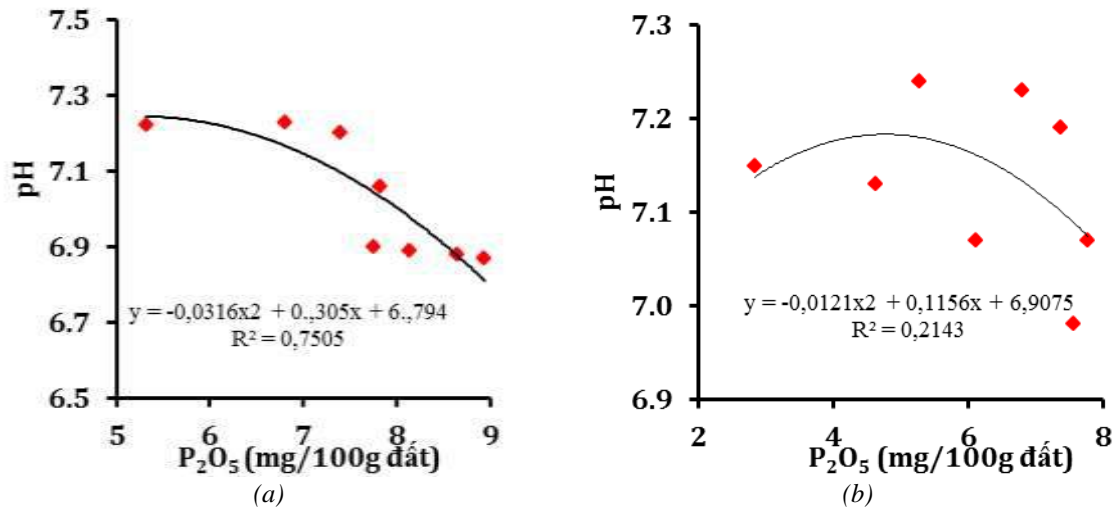 7.5
7.3
7.1
6.9
6.7
6.5
pH
y = -0,0316x2 + 0.,305x + 6.,794
R² = 0,7505
5 6 7 8 9
P₂O₅ (mg/100g đất)
(a)
7.3
7.2
7.1
7.0
6.9
pH
y = -0,0121x2 + 0,1156x + 6,9075
R² = 0,2143
2 4 6 8
P₂O₅ (mg/100g đất)
(b)